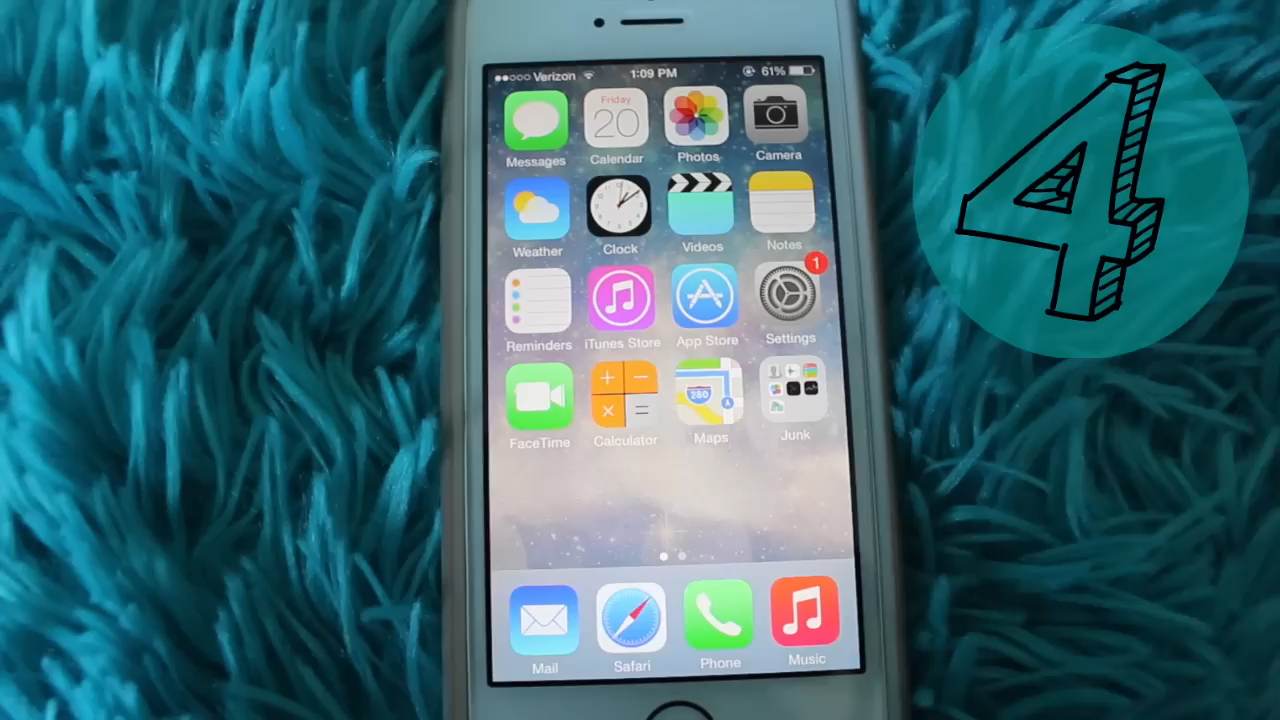 Verizon 1:09 PM 61%
Friday
20
Messages Calendar Photos Camera
Weather Clock Videos Notes
1
Reminders iTunes Store App Store Settings
280
FaceTime Calculator Maps Junk
Mail Safari Phone Music
4